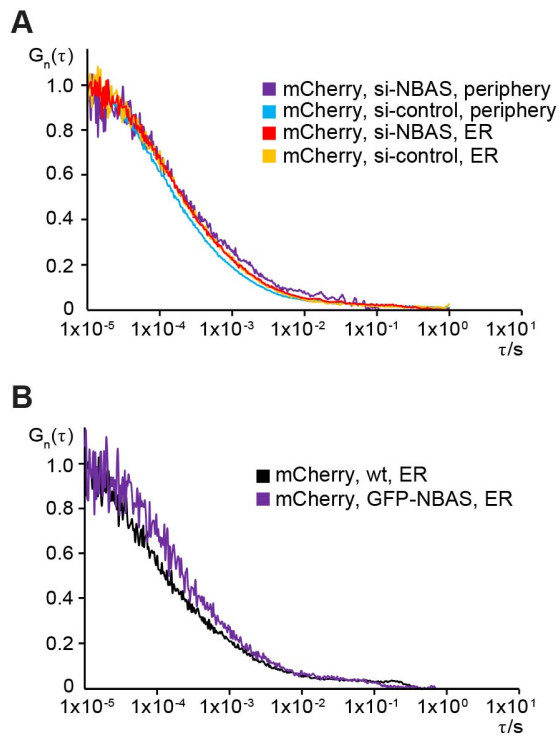 A
Gn(τ)
1.0
0.8
0.6
0.4
0.2
0
mCherry, si-NBAS, periphery
mCherry, si-control, periphery
mCherry, si-NBAS, ER
mCherry, si-control, ER
1x10⁻⁵ 1x10⁻⁴ 1x10⁻³ 1x10⁻² 1x10⁻¹ 1x10⁰ 1x10¹
τ/s
B
Gn(τ)
1.0
0.8
0.6
0.4
0.2
0
mCherry, wt, ER
mCherry, GFP-NBAS, ER
1x10⁻⁵ 1x10⁻⁴ 1x10⁻³ 1x10⁻² 1x10⁻¹ 1x10⁰ 1x10¹
τ/s